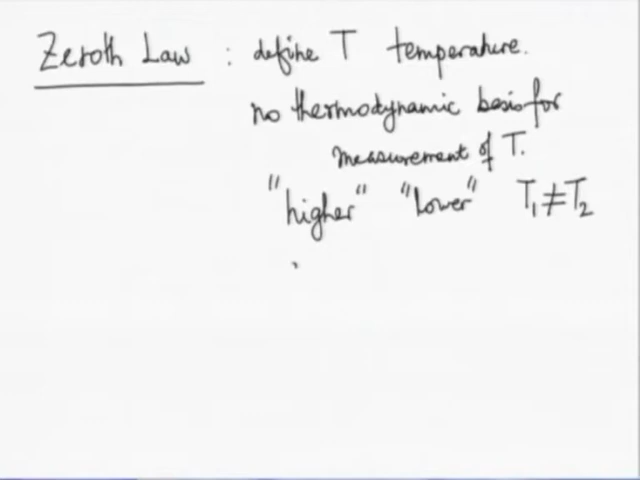 Zeroth Law : define T temperature.
no thermodynamic basis for
measurement of T.
"higher" "lower" T₁ ≠ T₂